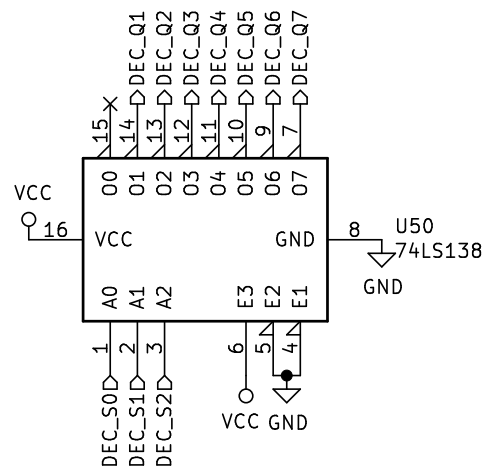 DEC_Q1
DEC_Q2
DEC_Q3
DEC_Q4
DEC_Q5
DEC_Q6
DEC_Q7
15
14
13
12
11
10
9
7
O0
O1
O2
O3
O4
O5
O6
O7
VCC
16
VCC
GND
8
U50
74LS138
GND
A0
A1
A2
E3
E2
E1
1
2
3
6
5
4
DEC_S0
DEC_S1
DEC_S2
VCC
GND